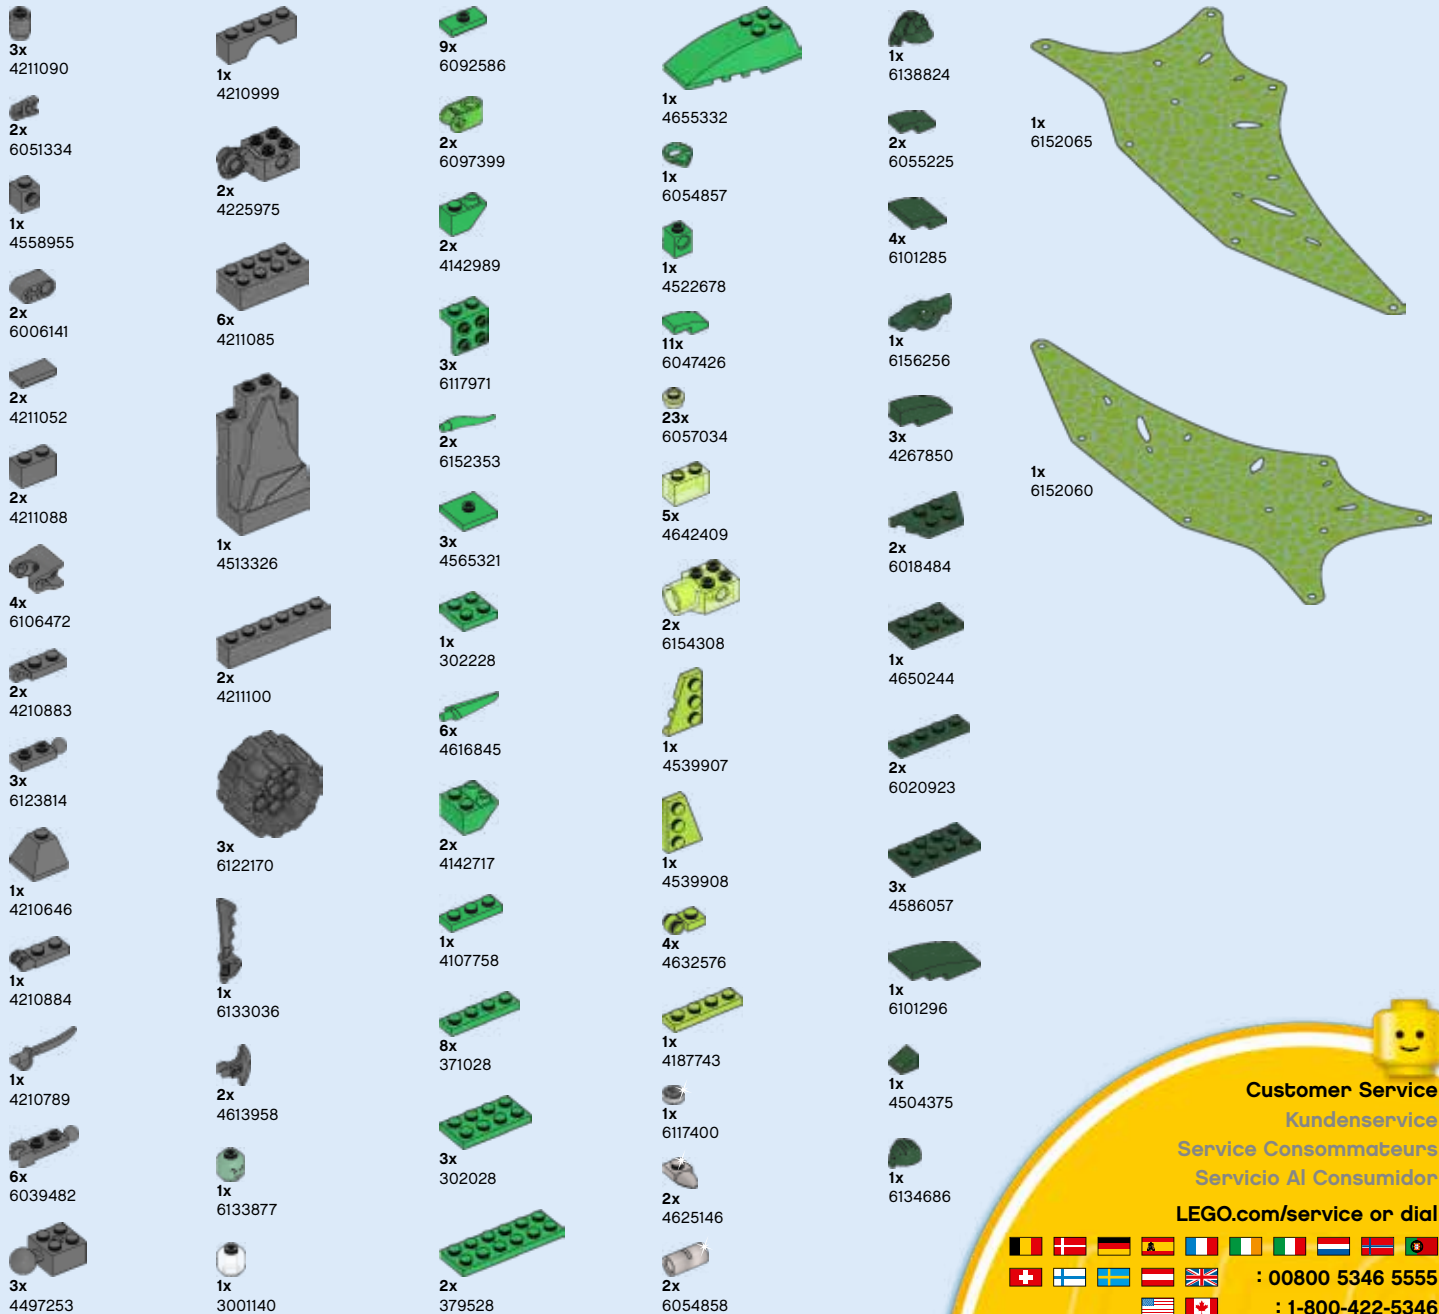 3x
4211090
2x
6051334
1x
4558955
2x
6006141
2x
4211052
2x
4211088
4x
6106472
2x
4210883
3x
6123814
1x
4210646
1x
4210884
1x
4210789
6x
6039482
3x
4497253
1x
4210999
2x
4225975
6x
4211085
1x
4513326
2x
4211100
3x
6122170
1x
6133036
2x
4613958
1x
6133877
1x
3001140
9x
6092586
2x
6097399
2x
4142989
3x
6117971
2x
6152353
3x
4565321
1x
302228
6x
4616845
2x
4142717
1x
4107758
8x
371028
3x
302028
2x
379528
1x
4655332
1x
6054857
1x
4522678
11x
6047426
23x
6057034
5x
4642409
2x
6154308
1x
4539907
1x
4539908
4x
4632576
1x
4187743
1x
6117400
2x
4625146
2x
6054858
1x
6138824
2x
6055225
4x
6101285
1x
6156256
3x
4267850
2x
6018484
1x
4650244
2x
6020923
3x
4586057
1x
6101296
1x
4504375
1x
6134686
1x
6152065
1x
6152060
Customer Service
Kundenservice
Service Consommateurs
Servicio Al Consumidor
LEGO.com/service or dial
: 00800 5346 5555
: 1-800-422-5346